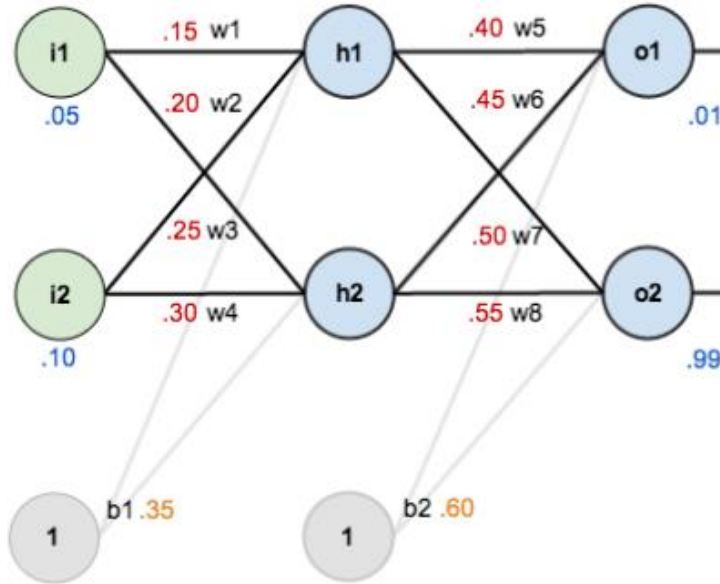 i1 .15 w1 h1 .40 w5 o1
.05 .20 w2 .45 w6 .01
.25 w3 .50 w7
i2 h2 o2
.30 w4 .55 w8
.10 .99
b1 .35 b2 .60
1 1